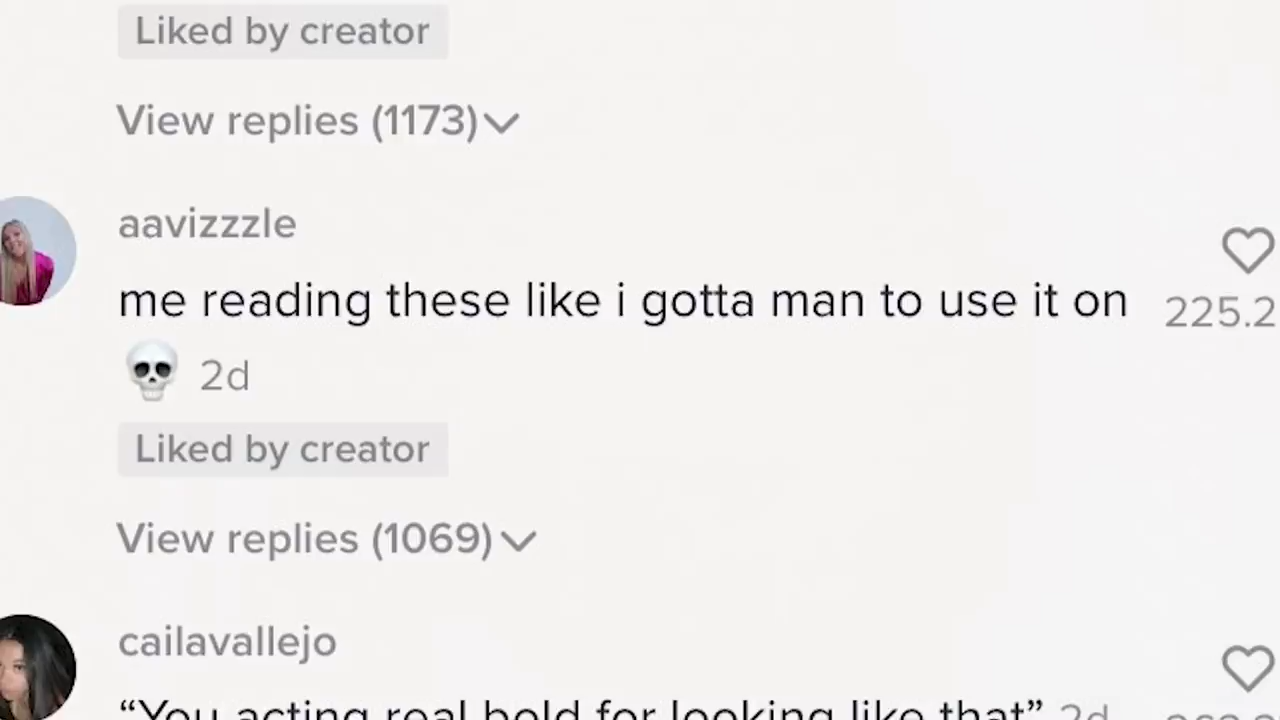 Liked by creator
View replies (1173)
aavizzzle
me reading these like i gotta man to use it on
225.2
💀 2d
Liked by creator
View replies (1069)
cailavallejo
“You acting real bold for looking like that” 2d